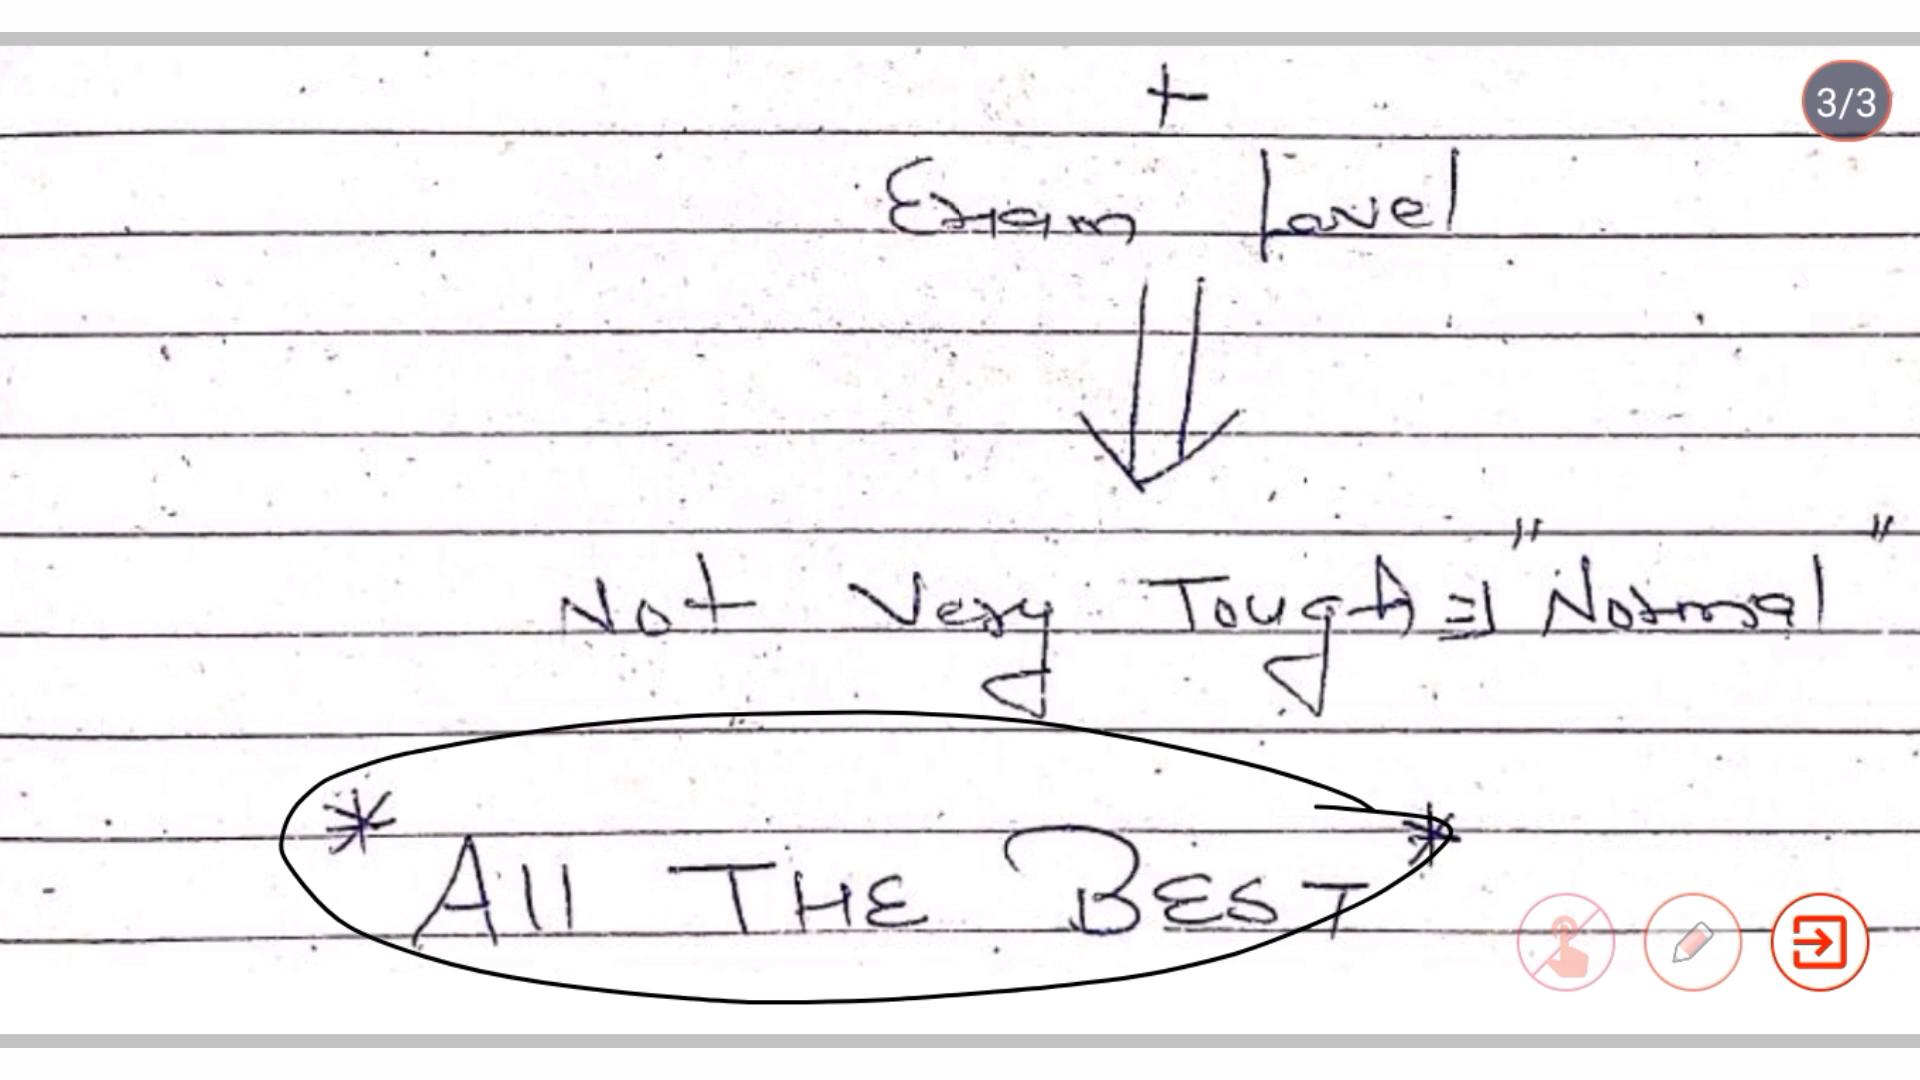 +
3/3
Exam Level
Not Very Tough ⇒ "Normal"
* All THE BEST *